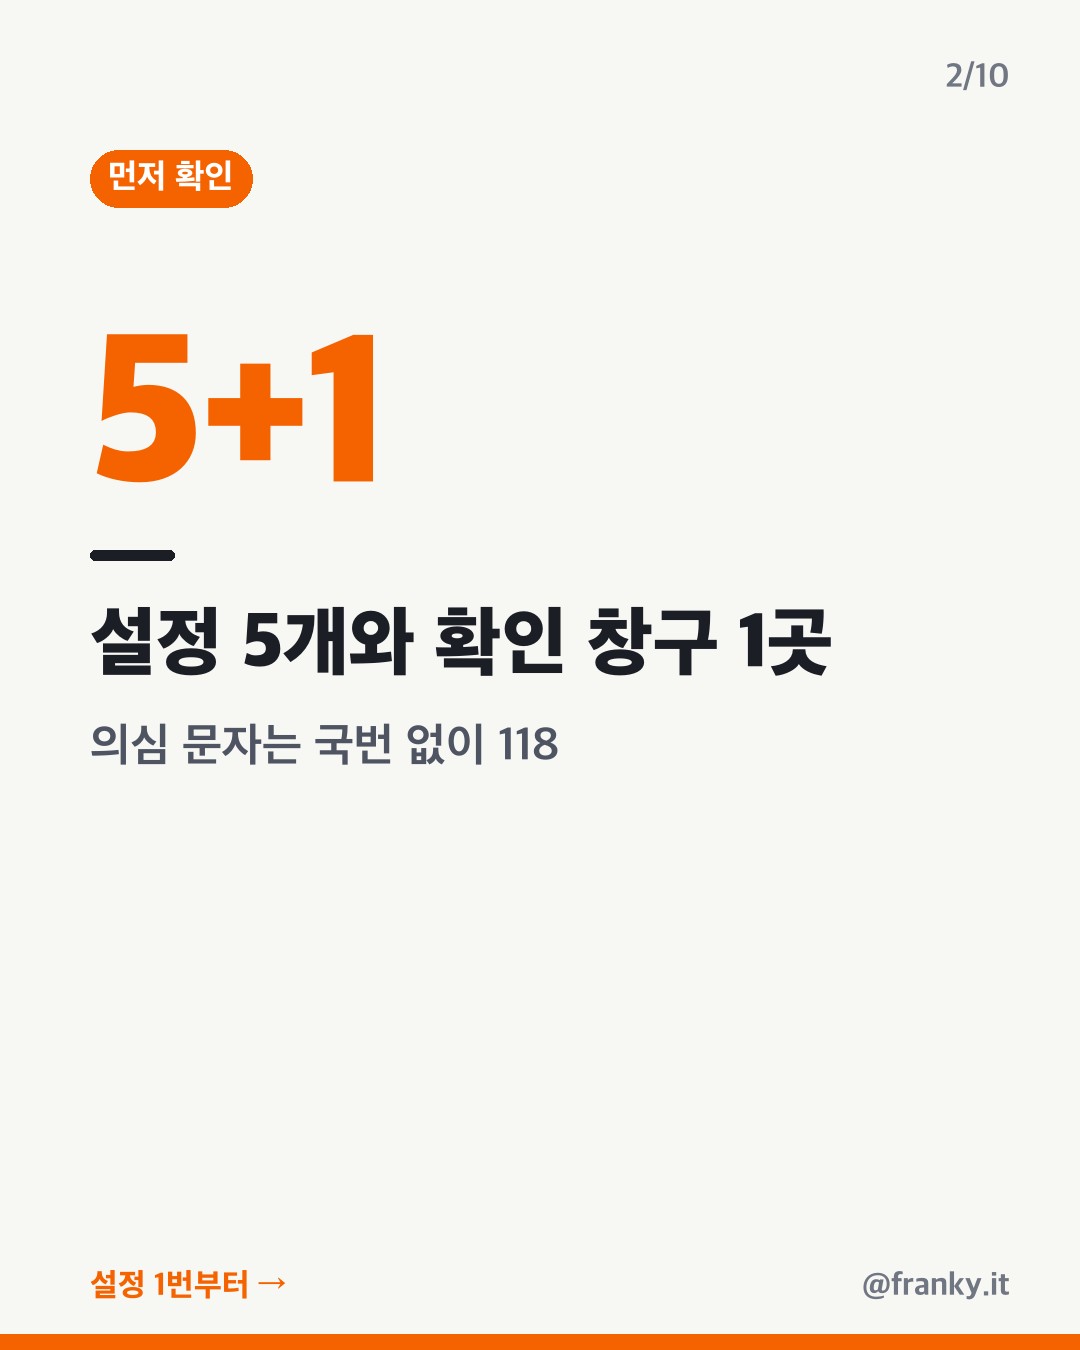 2/10
먼저 확인
5+1
설정 5개와 확인 창구 1곳
의심 문자는 국번 없이 118
설정 1번부터 →
@franky.it